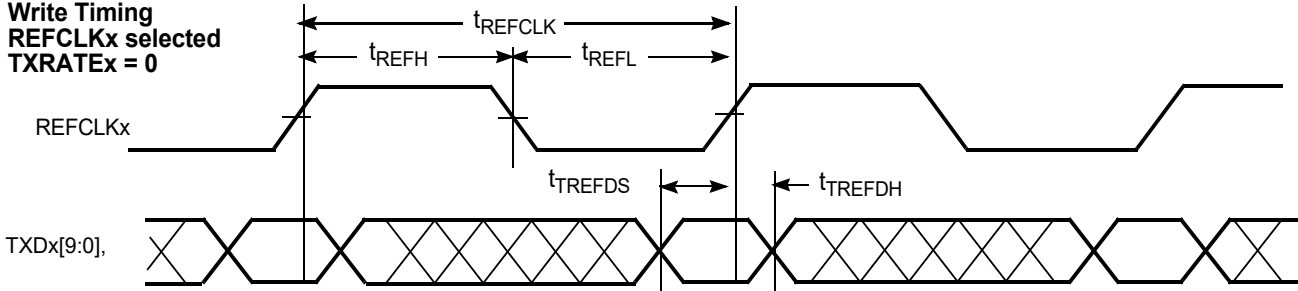 Write Timing
REFCLKx selected
TXRATEx = 0
tREFCLK
tREFH
tREFL
REFCLKx
tTREFDS
tTREFDH
TXDx[9:0],